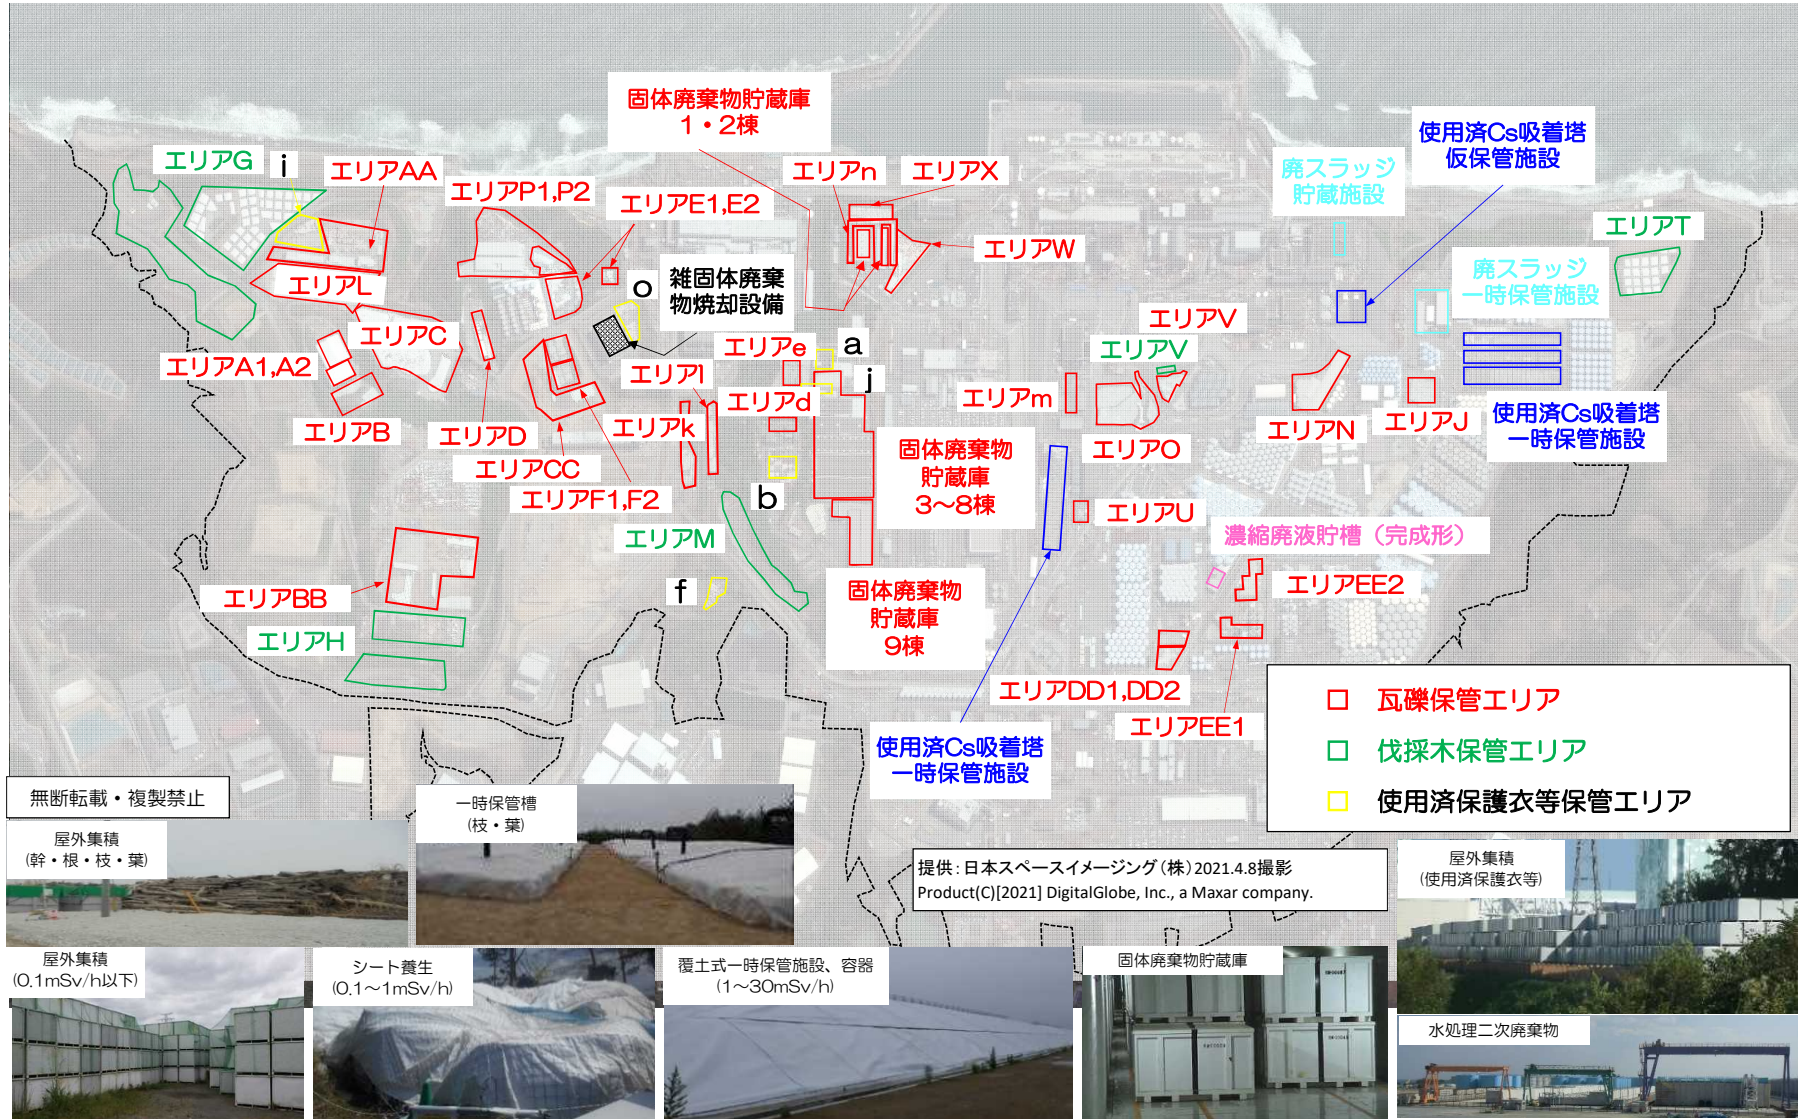 固体廃棄物貯蔵庫
1・2棟
使用済Cs吸着塔
仮保管施設
エリアG
i
エリアAA
エリアP1,P2
エリアE1,E2
エリアn
エリアX
廃スラッジ
貯蔵施設
エリアT
エリアW
雑固体廃棄
物焼却設備
o
エリアL
廃スラッジ
一時保管施設
エリアC
エリアA1,A2
エリアe
a
エリアV
エリアV
エリアl
j
エリアd
エリアm
エリアB
エリアD
エリアk
エリアO
エリアN
エリアJ
使用済Cs吸着塔
一時保管施設
エリアCC
エリアF1,F2
b
固体廃棄物
貯蔵庫
3～8棟
エリアU
エリアM
濃縮廃液貯槽（完成形）
エリアBB
f
固体廃棄物
貯蔵庫
9棟
エリアEE2
エリアH
エリアDD1,DD2
エリアEE1
使用済Cs吸着塔
一時保管施設
瓦礫保管エリア
伐採木保管エリア
使用済保護衣等保管エリア
無断転載・複製禁止
屋外集積
(幹・根・枝・葉)
一時保管槽
(枝・葉)
提供：日本スペースイメージング（株）2021.4.8撮影
Product(C)[2021] DigitalGlobe, Inc., a Maxar company.
屋外集積
(使用済保護衣等)
屋外集積
(0.1mSv/h以下)
シート養生
(0.1～1mSv/h)
覆土式一時保管施設、容器
(1～30mSv/h)
固体廃棄物貯蔵庫
水処理二次廃棄物